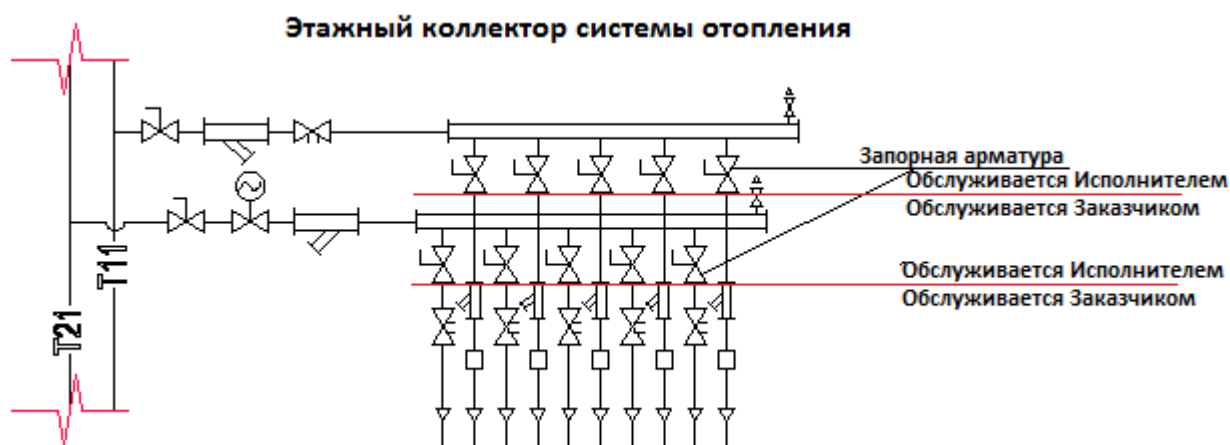 Этажный коллектор системы отопления
Запорная арматура
Обслуживается Исполнителем
Обслуживается Заказчиком
T11
Обслуживается Исполнителем
Обслуживается Заказчиком
T21